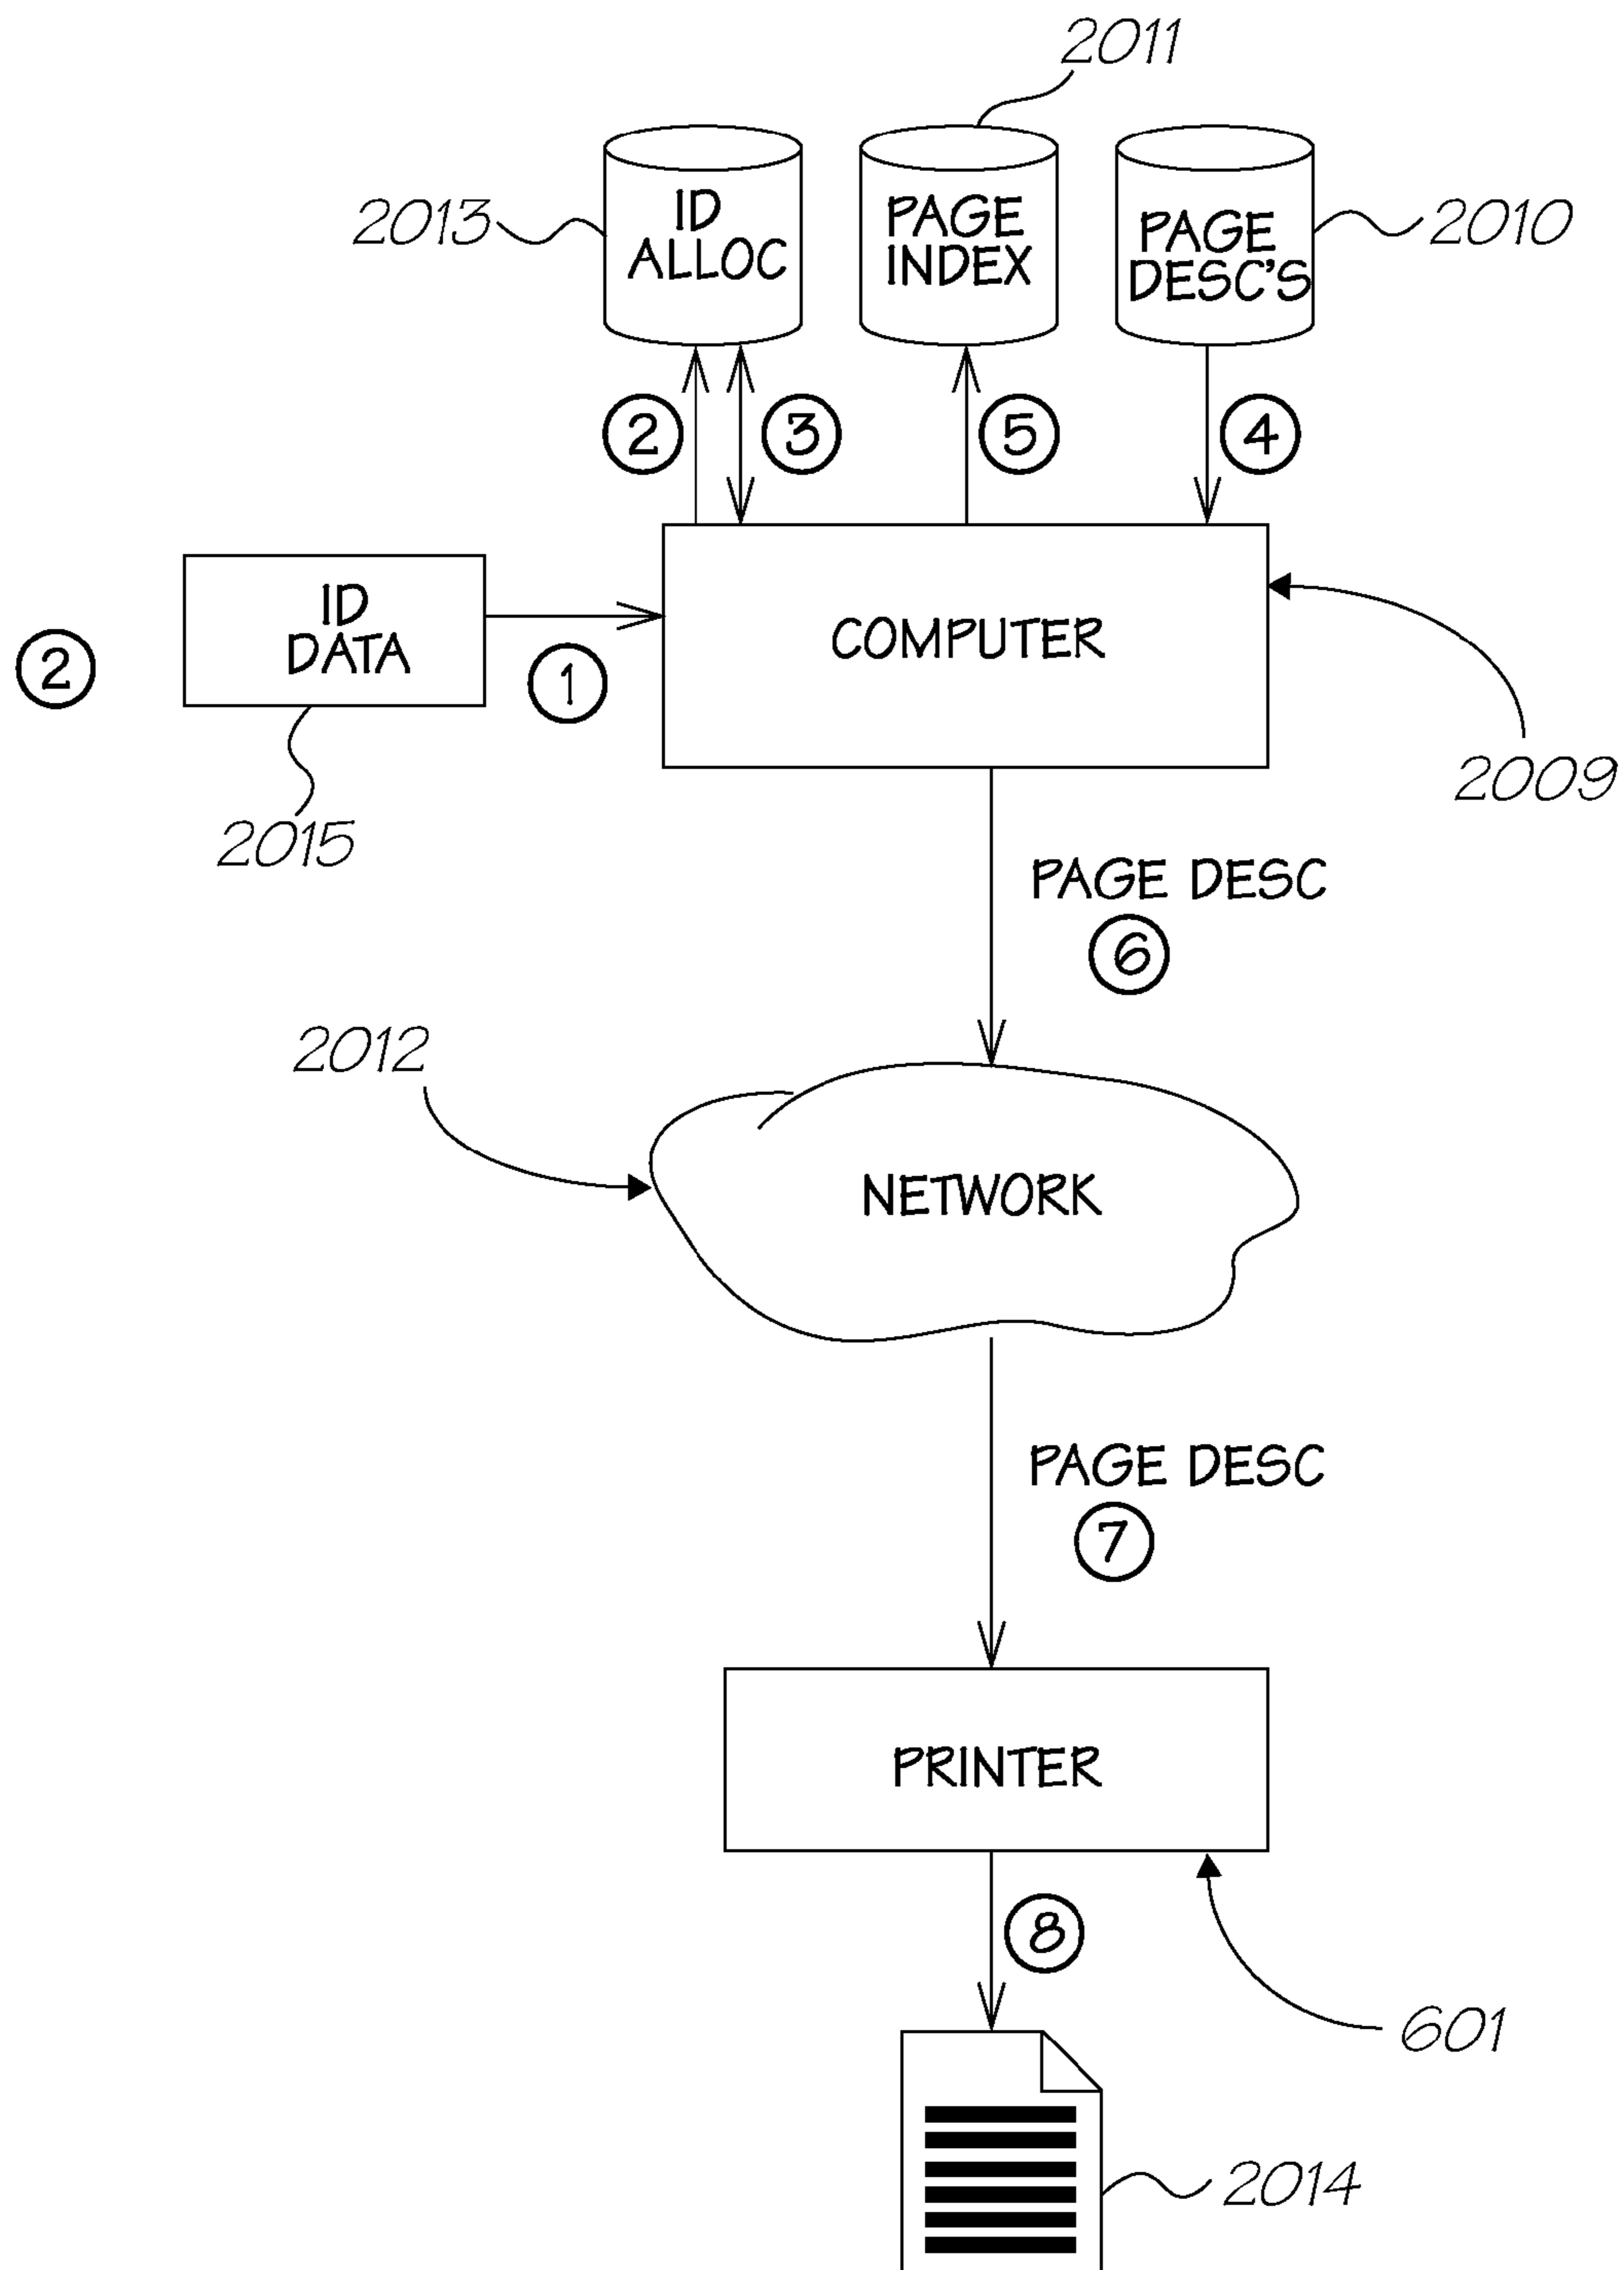 2011
2013
ID
ALLOC
PAGE
INDEX
PAGE
DESC'S
2010
2
3
5
4
ID
DATA
COMPUTER
2
1
2009
2015
PAGE DESC
6
2012
NETWORK
PAGE DESC
7
PRINTER
8
601
2014